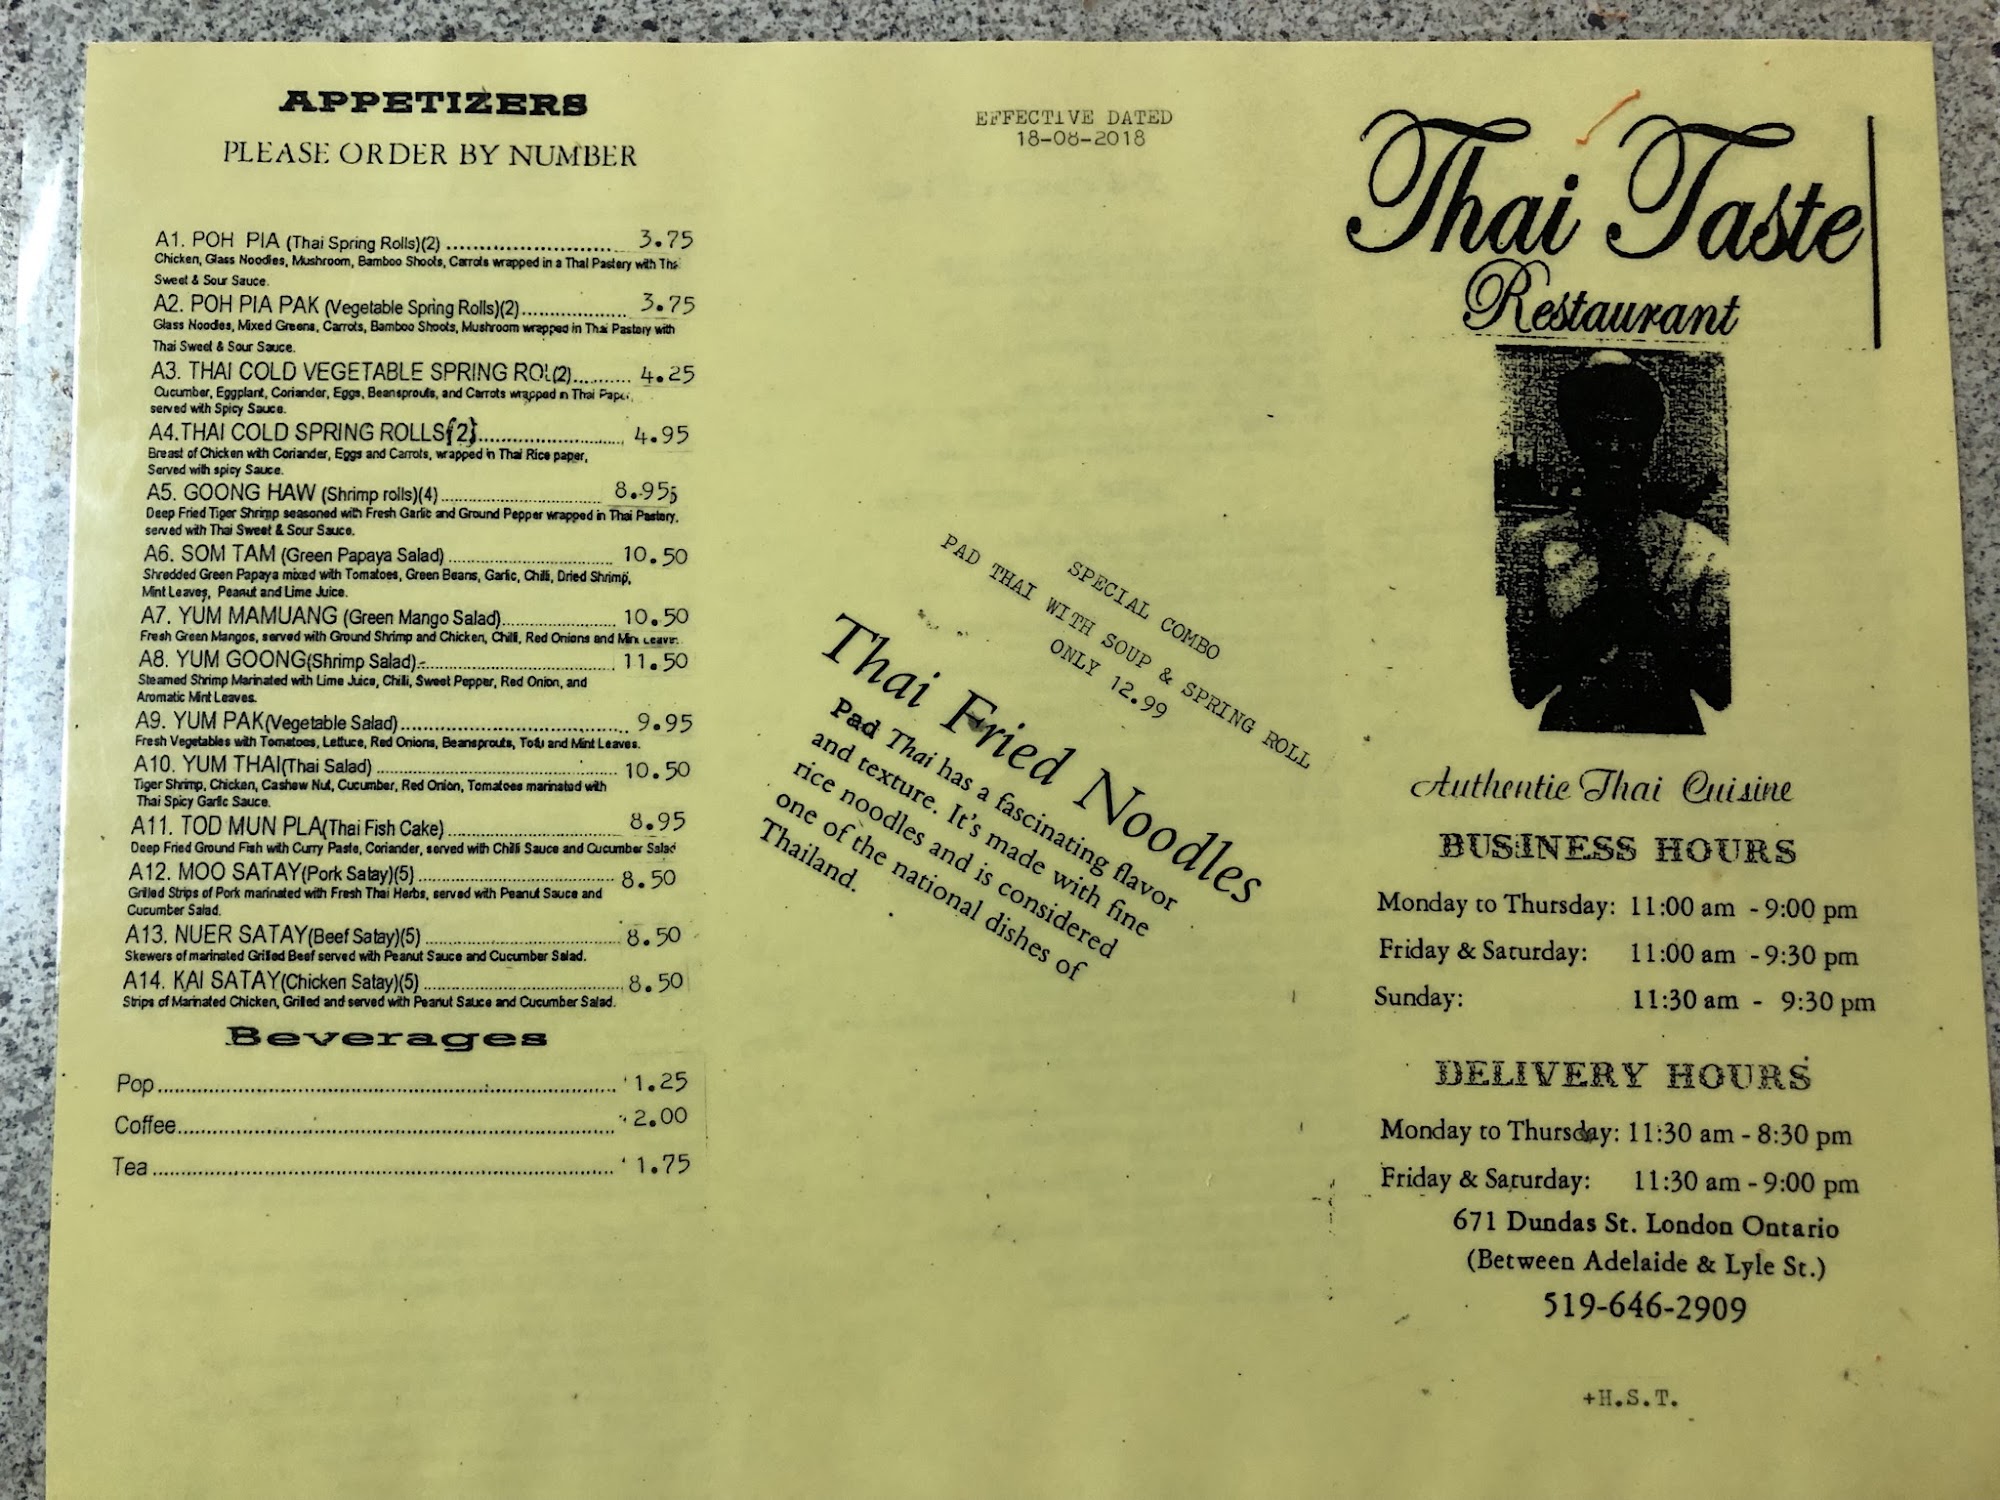 APPETIZERS
PLEASE ORDER BY NUMBER
A1. POH PIA (Thai Spring Rolls)(2) ............................ 3.75
Chicken, Glass Noodles, Mushroom, Bamboo Shoots, Carrots wrapped in a Thai Pastery with
Sweet & Sour Sauce.
A2. POH PIA PAK (Vegetable Spring Rolls)(2)................... 3.75
Glass Noodles, Mixed Greens, Carrots, Bamboo Shoots, Mushroom wrapped in Thai Pastery with
Thai Sweet & Sour Sauce.
A3. THAI COLD VEGETABLE SPRING ROL(2).......... 4.25
Cucumber, Eggplant, Coriander, Eggs, Beansprouts, and Carrots wrapped in Thai Paper,
served with Spicy Sauce.
A4.THAI COLD SPRING ROLLS{2}......................... 4.95
Breast of Chicken with Coriander, Eggs and Carrots, wrapped in Thai Rice paper,
Served with spicy Sauce.
A5. GOONG HAW (Shrimp rolls)(4) ............................ 8.95
Deep Fried Tiger Shrimp seasoned with Fresh Garlic and Ground Pepper wrapped in Thai Pastery,
served with Thai Sweet & Sour Sauce.
A6. SOM TAM (Green Papaya Salad) ............................ 10.50
Shredded Green Papaya mixed with Tomatoes, Green Beans, Garlic, Chilli, Dried Shrimp,
Mint Leaves, Peanut and Lime Juice.
A7. YUM MAMUANG (Green Mango Salad).................... 10.50
Fresh Green Mangos, served with Ground Shrimp and Chicken, Chilli, Red Onions and Mint Leaves.
A8. YUM GOONG(Shrimp Salad)................................ 11.50
Steamed Shrimp Marinated with Lime Juice, Chilli, Sweet Pepper, Red Onion, and
Aromatic Mint Leaves.
A9. YUM PAK(Vegetable Salad)................................... 9.95
Fresh Vegetables with Tomatoes, Lettuce, Red Onions, Beansprouts, Tofu and Mint Leaves.
A10. YUM THAI(Thai Salad) ......................................... 10.50
Tiger Shrimp, Chicken, Cashew Nut, Cucumber, Red Onion, Tomatoes marinated with
Thai Spicy Garlic Sauce.
A11. TOD MUN PLA(Thai Fish Cake) .............................. 8.95
Deep Fried Ground Fish with Curry Paste, Coriander, served with Chilli Sauce and Cucumber Salad
A12. MOO SATAY(Pork Satay)(5) .................................. 8.50
Grilled Strips of Pork marinated with Fresh Thai Herbs, served with Peanut Sauce and
Cucumber Salad.
A13. NUER SATAY(Beef Satay)(5) ................................. 8.50
Skewers of marinated Grilled Beef served with Peanut Sauce and Cucumber Salad.
A14. KAI SATAY(Chicken Satay)(5) .................................. 8.50
Strips of Marinated Chicken, Grilled and served with Peanut Sauce and Cucumber Salad.
Beverages
Pop.......................................................................... 1.25
Coffee...................................................................... 2.00
Tea .......................................................................... 1.75
EFFECTIVE DATED
18-08-2018
SPECIAL COMBO
PAD THAI WITH SOUP & SPRING ROLL
ONLY 12.99
Thai Fried Noodles
Pad Thai has a fascinating flavor
and texture. It's made with fine
rice noodles and is considered
one of the national dishes of
Thailand.
Thai Taste
Restaurant
Authentic Thai Cuisine
BUSINESS HOURS
Monday to Thursday: 11:00 am - 9:00 pm
Friday & Saturday: 11:00 am - 9:30 pm
Sunday: 11:30 am - 9:30 pm
DELIVERY HOURS
Monday to Thursday: 11:30 am - 8:30 pm
Friday & Saturday: 11:30 am - 9:00 pm
671 Dundas St. London Ontario
(Between Adelaide & Lyle St.)
519-646-2909
+H.S.T.